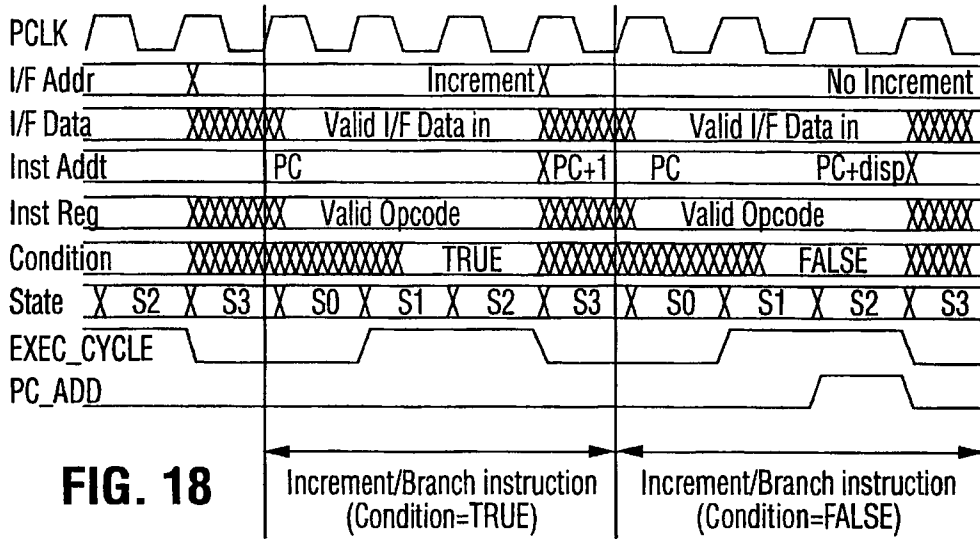 PCLK
I/F Addr Increment No Increment
I/F Data Valid I/F Data in Valid I/F Data in
Inst Addt PC PC+1 PC PC+disp
Inst Reg Valid Opcode Valid Opcode
Condition TRUE FALSE
State S2 S3 S0 S1 S2 S3 S0 S1 S2 S3
EXEC_CYCLE
PC_ADD
FIG. 18
Increment/Branch instruction
(Condition=TRUE)
Increment/Branch instruction
(Condition=FALSE)